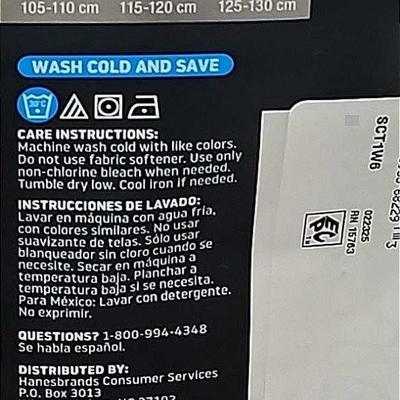 105-110 cm 115-120 cm 125-130 cm
WASH COLD AND SAVE
30°C
CARE INSTRUCTIONS:
Machine wash cold with like colors.
Do not use fabric softener. Use only
non-chlorine bleach when needed.
Tumble dry low. Cool iron if needed.
INSTRUCCIONES DE LAVADO:
Lavar en máquina con agua fria,
con colores similares. No usar
suavizante de telas. Sólo usar
blanqueador sin cloro cuando se
necesite. Secar en máquina a
temperatura baja. Planchar a
temperatura baja si se necesita.
Para México: Lavar con detergente.
No exprimir.
QUESTIONS? 1-800-994-4348
Se habla español.
DISTRIBUTED BY:
Hanesbrands Consumer Services
P.O. Box 3013
SCT1W6
68229
022325
RN 15763
EPC